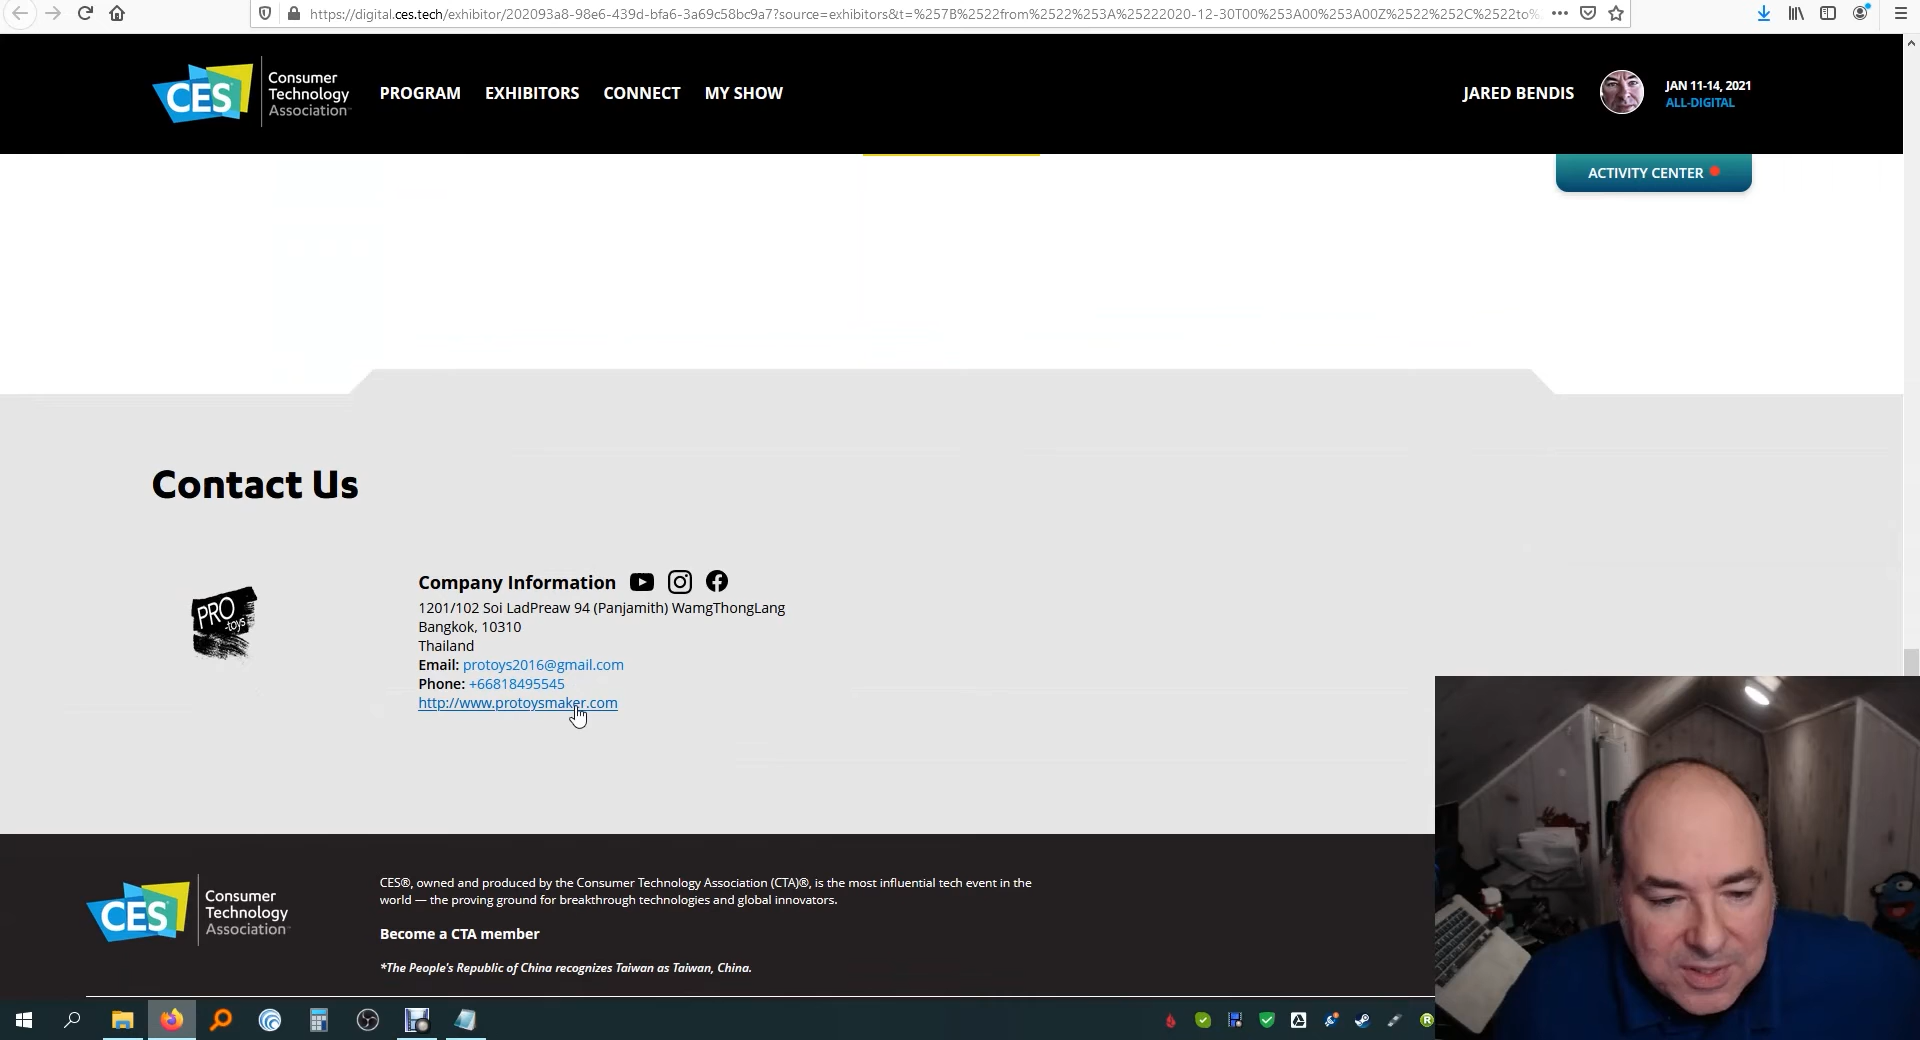 https://digital.ces.tech/exhibitor/202093a8-98e6-439d-bfa6-3a69c58bc9a7?source=exhibitors&t=%257B%2522from%2522%253A%25222020-12-30T00%253A00%253A00Z%2522%252C%2522to%
CES
Consumer
Technology
Association
PROGRAM
EXHIBITORS
CONNECT
MY SHOW
JARED BENDIS
JAN 11-14, 2021
ALL-DIGITAL
ACTIVITY CENTER
Contact Us
PRO
-toys
Company Information
1201/102 Soi LadPreaw 94 (Panjamith) WamgThongLang
Bangkok, 10310
Thailand
Email: protoys2016@gmail.com
Phone: +66818495545
http://www.protoysmaker.com
CES
Consumer
Technology
Association
CES®, owned and produced by the Consumer Technology Association (CTA)®, is the most influential tech event in the
world — the proving ground for breakthrough technologies and global innovators.
Become a CTA member
*The People's Republic of China recognizes Taiwan as Taiwan, China.